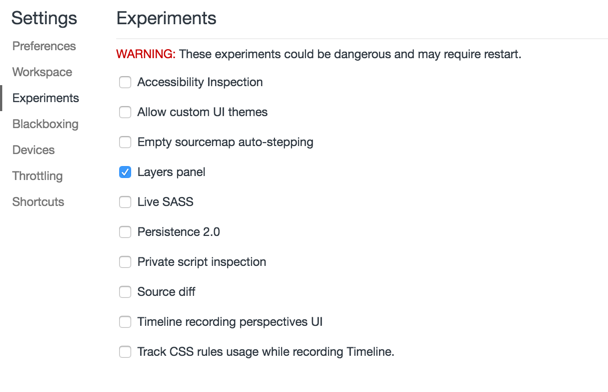 Settings
Preferences
Workspace
Experiments
Blackboxing
Devices
Throttling
Shortcuts
Experiments
WARNING: These experiments could be dangerous and may require restart.
Accessibility Inspection
Allow custom UI themes
Empty sourcemap auto-stepping
Layers panel
Live SASS
Persistence 2.0
Private script inspection
Source diff
Timeline recording perspectives UI
Track CSS rules usage while recording Timeline.